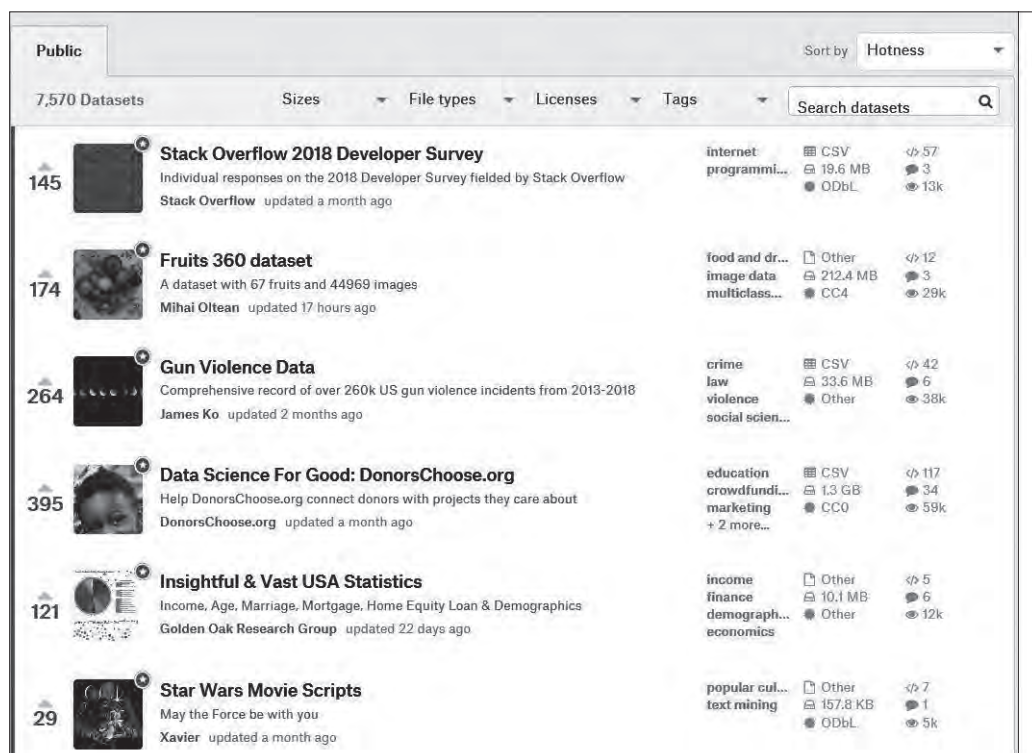 Public
Sort by Hotness
7,570 Datasets Sizes File types Licenses Tags Search datasets
145
Stack Overflow 2018 Developer Survey
Individual responses on the 2018 Developer Survey fielded by Stack Overflow
Stack Overflow updated a month ago
internet CSV 57
programmi... 19.6 MB 3
ODbL 13k
174
Fruits 360 dataset
A dataset with 67 fruits and 44969 images
Mihai Oltean updated 17 hours ago
food and dr... Other 12
image data 212.4 MB 3
multiclass... CC4 29k
264
Gun Violence Data
Comprehensive record of over 260k US gun violence incidents from 2013-2018
James Ko updated 2 months ago
crime CSV 42
law 33.6 MB 6
violence Other 38k
social scien...
395
Data Science For Good: DonorsChoose.org
Help DonorsChoose.org connect donors with projects they care about
DonorsChoose.org updated a month ago
education CSV 117
crowdfundi... 1.3 GB 34
marketing CC0 59k
+ 2 more...
121
Insightful & Vast USA Statistics
Income, Age, Marriage, Mortgage, Home Equity Loan & Demographics
Golden Oak Research Group updated 22 days ago
income Other 5
finance 10.1 MB 6
demograph... Other 12k
economics
29
Star Wars Movie Scripts
May the Force be with you
Xavier updated a month ago
popular cul... Other 7
text mining 157.8 KB 1
ODbL 5k